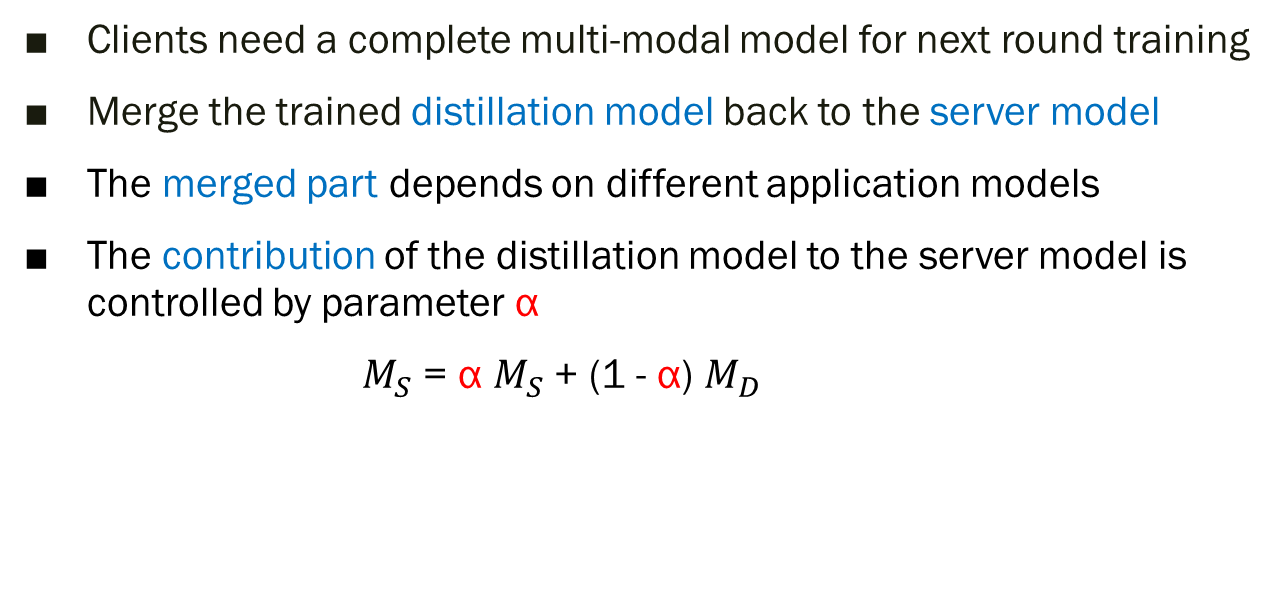 ■ Clients need a complete multi-modal model for next round training
■ Merge the trained distillation model back to the server model
■ The merged part depends on different application models
■ The contribution of the distillation model to the server model is
controlled by parameter α
M_S = α M_S + (1 - α) M_D